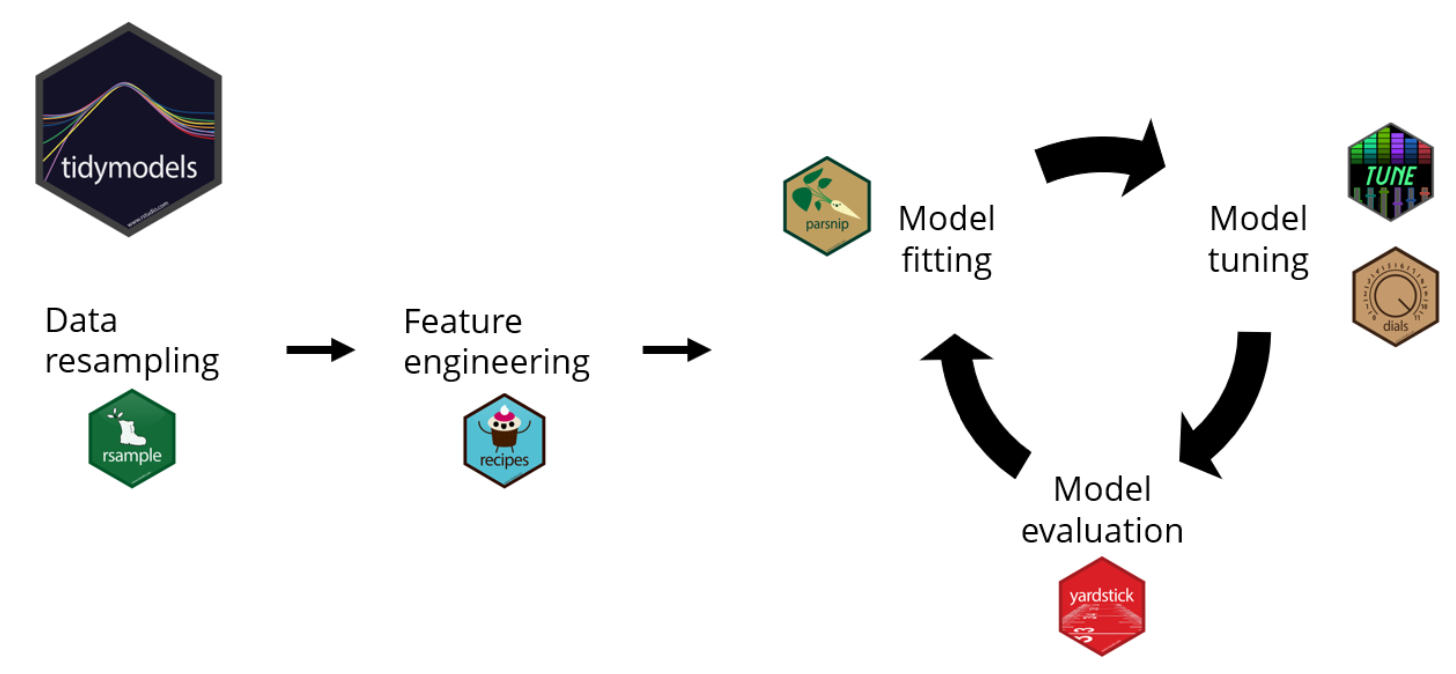 tidymodels
www.rstudio.com
Data
resampling
rsample
Feature
engineering
recipes
parsnip
Model
fitting
Model
tuning
TUNE
dials
Model
evaluation
yardstick